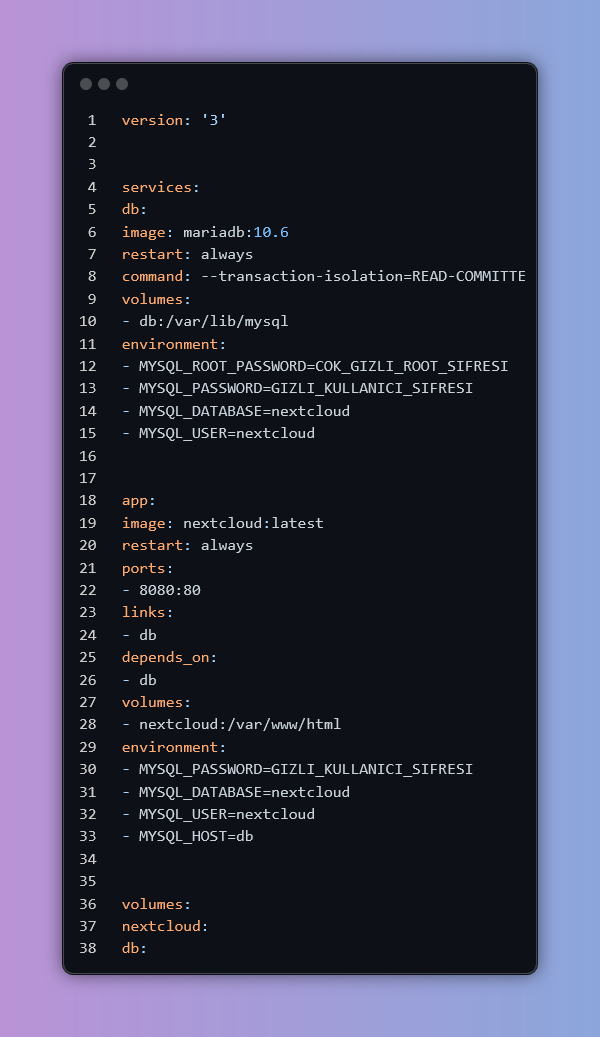 1 version: '3'
2
3
4 services:
5 db:
6 image: mariadb:10.6
7 restart: always
8 command: --transaction-isolation=READ-COMMITTE
9 volumes:
10 - db:/var/lib/mysql
11 environment:
12 - MYSQL_ROOT_PASSWORD=COK_GIZLI_ROOT_SIFRESI
13 - MYSQL_PASSWORD=GIZLI_KULLANICI_SIFRESI
14 - MYSQL_DATABASE=nextcloud
15 - MYSQL_USER=nextcloud
16
17
18 app:
19 image: nextcloud:latest
20 restart: always
21 ports:
22 - 8080:80
23 links:
24 - db
25 depends_on:
26 - db
27 volumes:
28 - nextcloud:/var/www/html
29 environment:
30 - MYSQL_PASSWORD=GIZLI_KULLANICI_SIFRESI
31 - MYSQL_DATABASE=nextcloud
32 - MYSQL_USER=nextcloud
33 - MYSQL_HOST=db
34
35
36 volumes:
37 nextcloud:
38 db: